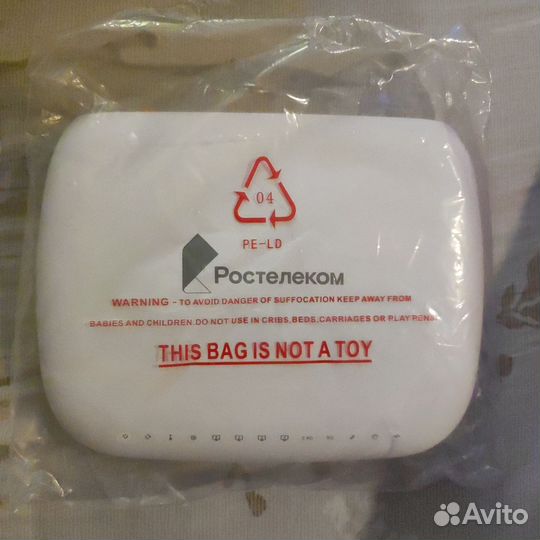 04
PE-LD
Ростелеком
WARNING - TO AVOID DANGER OF SUFFOCATION KEEP AWAY FROM
BABIES AND CHILDREN.DO NOT USE IN CRIBS,BEDS,CARRIAGES OR PLAY PENS.
THIS BAG IS NOT A TOY
Avito